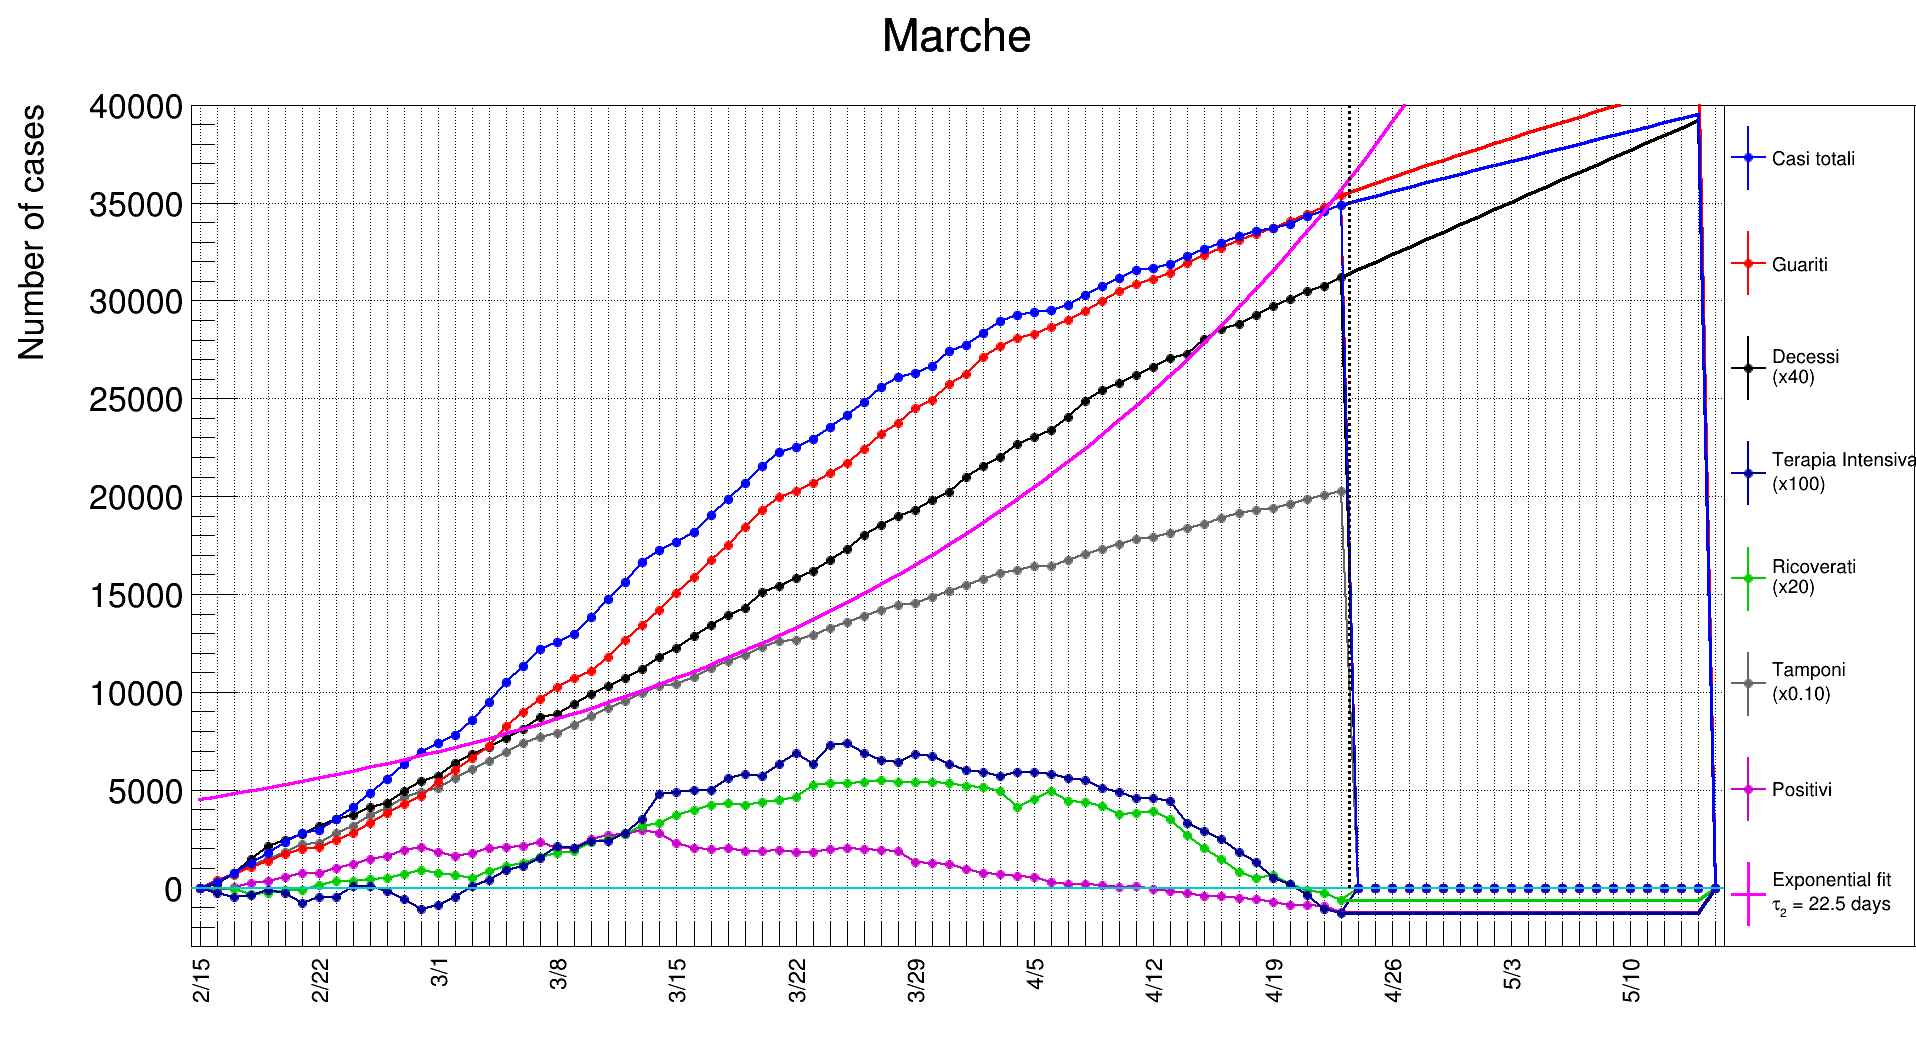 Marche
Number of cases
40000
35000
30000
25000
20000
15000
10000
5000
0
2/15
2/22
3/1
3/8
3/15
3/22
3/29
4/5
4/12
4/19
4/26
5/3
5/10
Casi totali
Guariti
Decessi
(x40)
Terapia Intensiva
(x100)
Ricoverati
(x20)
Tamponi
(x0.10)
Positivi
Exponential fit
τ2 = 22.5 days